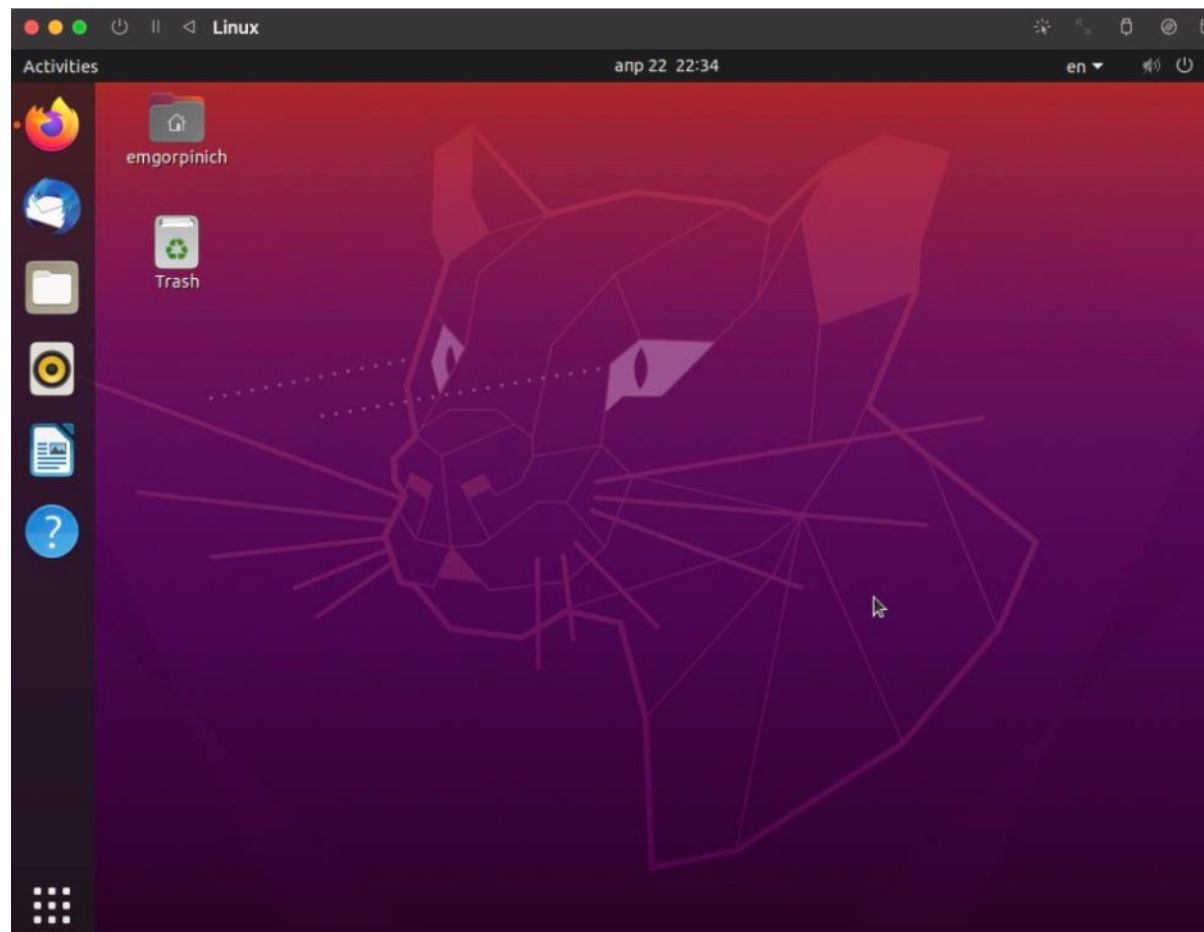 Linux
Activities
апр 22 22:34
en
emgorpinich
Trash